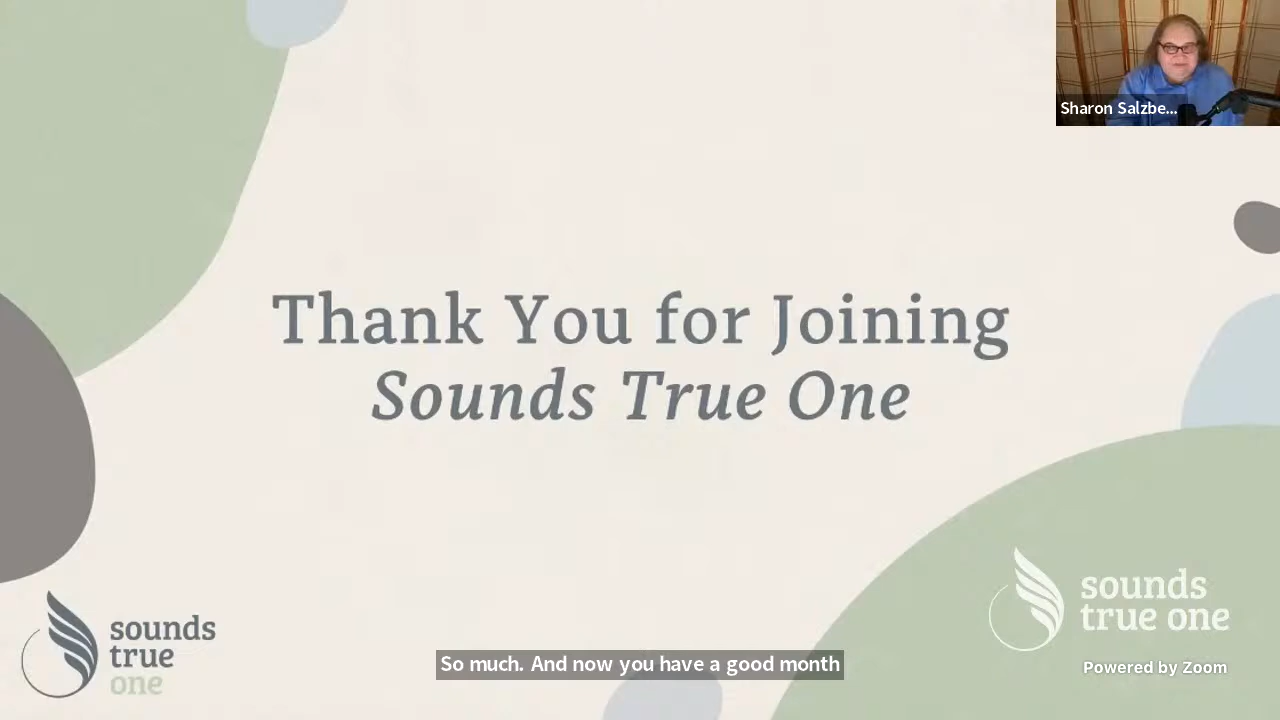 Sharon Salzbe...
Thank You for Joining
Sounds True One
sounds
true
one
sounds
true one
So much. And now you have a good month
Powered by Zoom